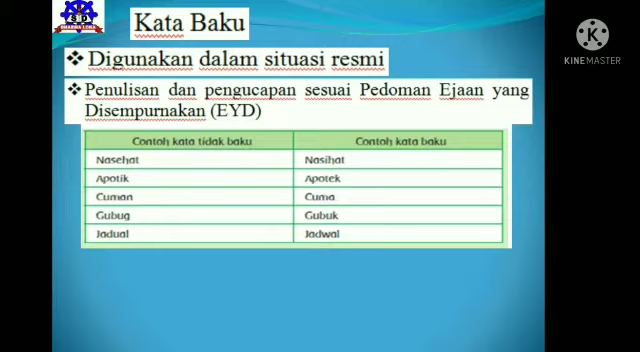 Kata Baku
❖Digunakan dalam situasi resmi
❖Penulisan dan pengucapan sesuai Pedoman Ejaan yang
Disempurnakan (EYD)
Contoh kata tidak baku Contoh kata baku
Nasehat Nasihat
Apotik Apotek
Cuman Cuma
Gubug Gubuk
Jadual Jadwal
K
KINEMASTER